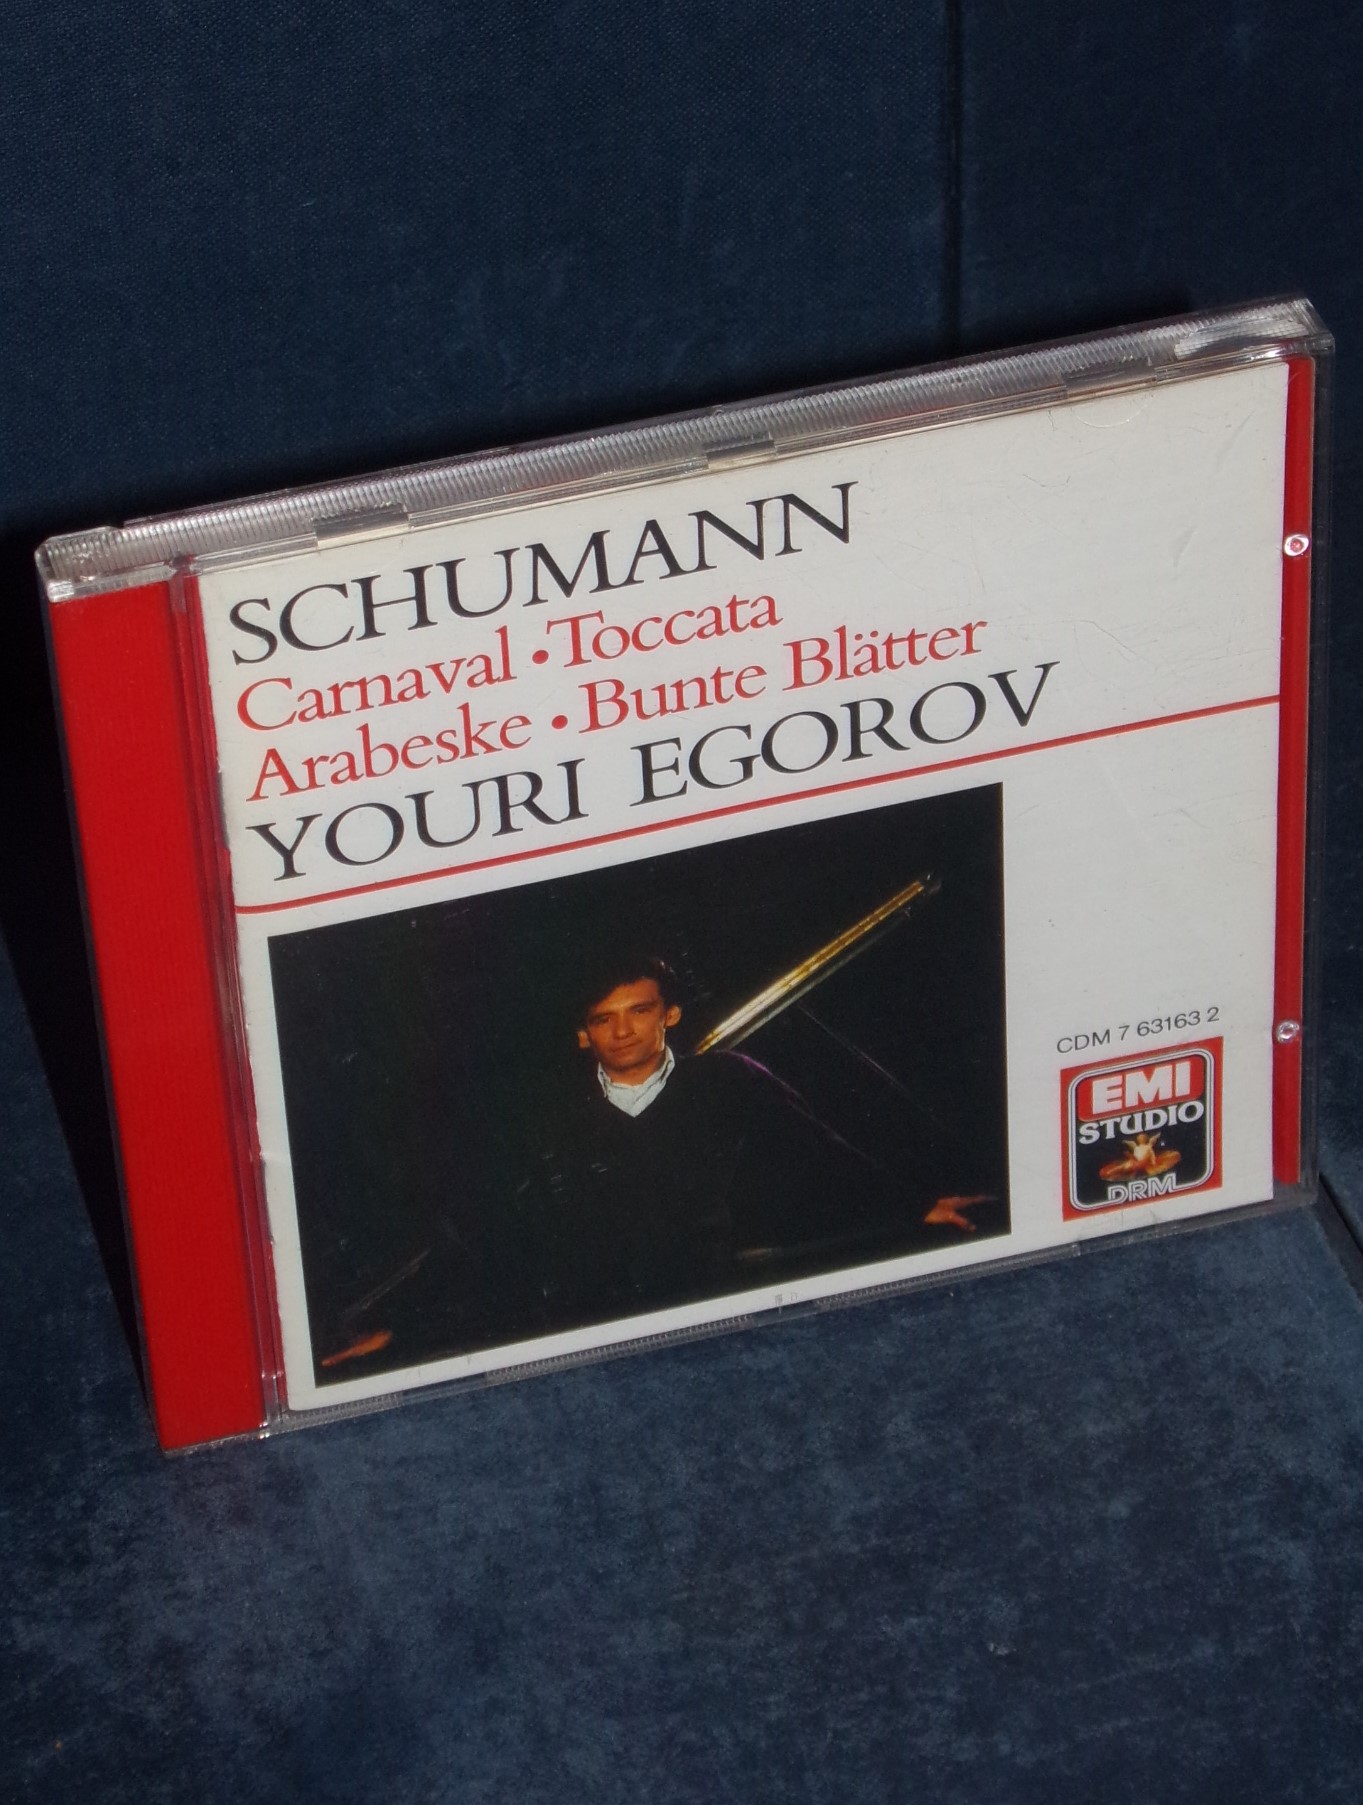 SCHUMANN
Carnaval • Toccata
Arabeske • Bunte Blätter
YOURI EGOROV
CDM 7 63163 2
EMI
STUDIO
DRM